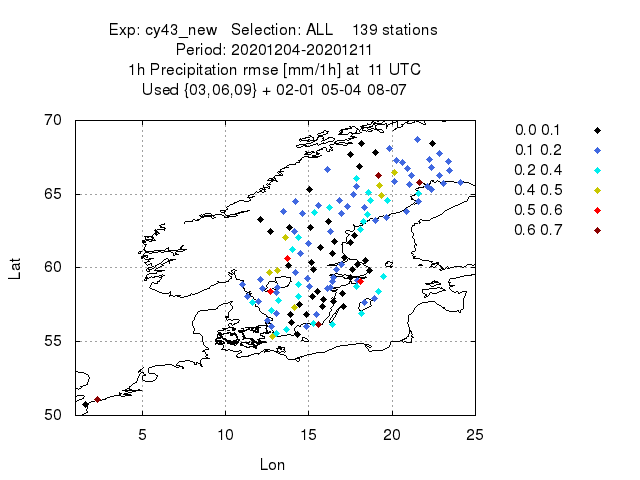 Exp: cy43_new Selection: ALL 139 stations
Period: 20201204-20201211
1h Precipitation rmse [mm/1h] at 11 UTC
Used {03,06,09} + 02-01 05-04 08-07
70
65
60
55
50
Lat
5 10 15 20 25
Lon
0.0 0.1
0.1 0.2
0.2 0.4
0.4 0.5
0.5 0.6
0.6 0.7